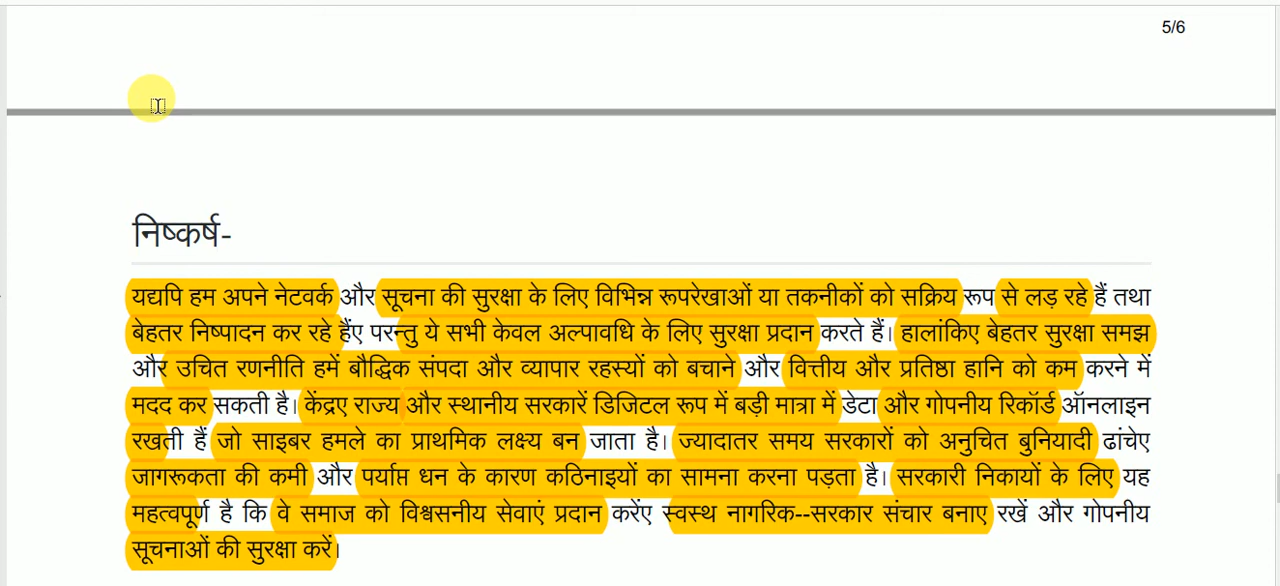 5/6
निष्कर्ष-
यद्यपि हम अपने नेटवर्क और सूचना की सुरक्षा के लिए विभिन्न रूपरेखाओं या तकनीकों को सक्रिय रूप से लड़ रहे हैं तथा
बेहतर निष्पादन कर रहे हैंए परन्तु ये सभी केवल अल्पावधि के लिए सुरक्षा प्रदान करते हैं। हालांकिए बेहतर सुरक्षा समझ
और उचित रणनीति हमें बौद्धिक संपदा और व्यापार रहस्यों को बचाने और वित्तीय और प्रतिष्ठा हानि को कम करने में
मदद कर सकती है। केंद्रए राज्य और स्थानीय सरकारें डिजिटल रूप में बड़ी मात्रा में डेटा और गोपनीय रिकॉर्ड ऑनलाइन
रखती हैं जो साइबर हमले का प्राथमिक लक्ष्य बन जाता है। ज्यादातर समय सरकारों को अनुचित बुनियादी ढांचेए
जागरूकता की कमी और पर्याप्त धन के कारण कठिनाइयों का सामना करना पड़ता है। सरकारी निकायों के लिए यह
महत्वपूर्ण है कि वे समाज को विश्वसनीय सेवाएं प्रदान करेंए स्वस्थ नागरिक--सरकार संचार बनाए रखें और गोपनीय
सूचनाओं की सुरक्षा करें।